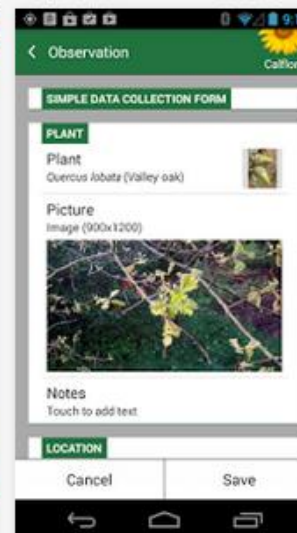 Observation
SIMPLE DATA COLLECTION FORM
PLANT
Plant
Quercus lobata (Valley oak)
Picture
Image (900x1200)
Notes
Touch to add text
LOCATION
Cancel
Save